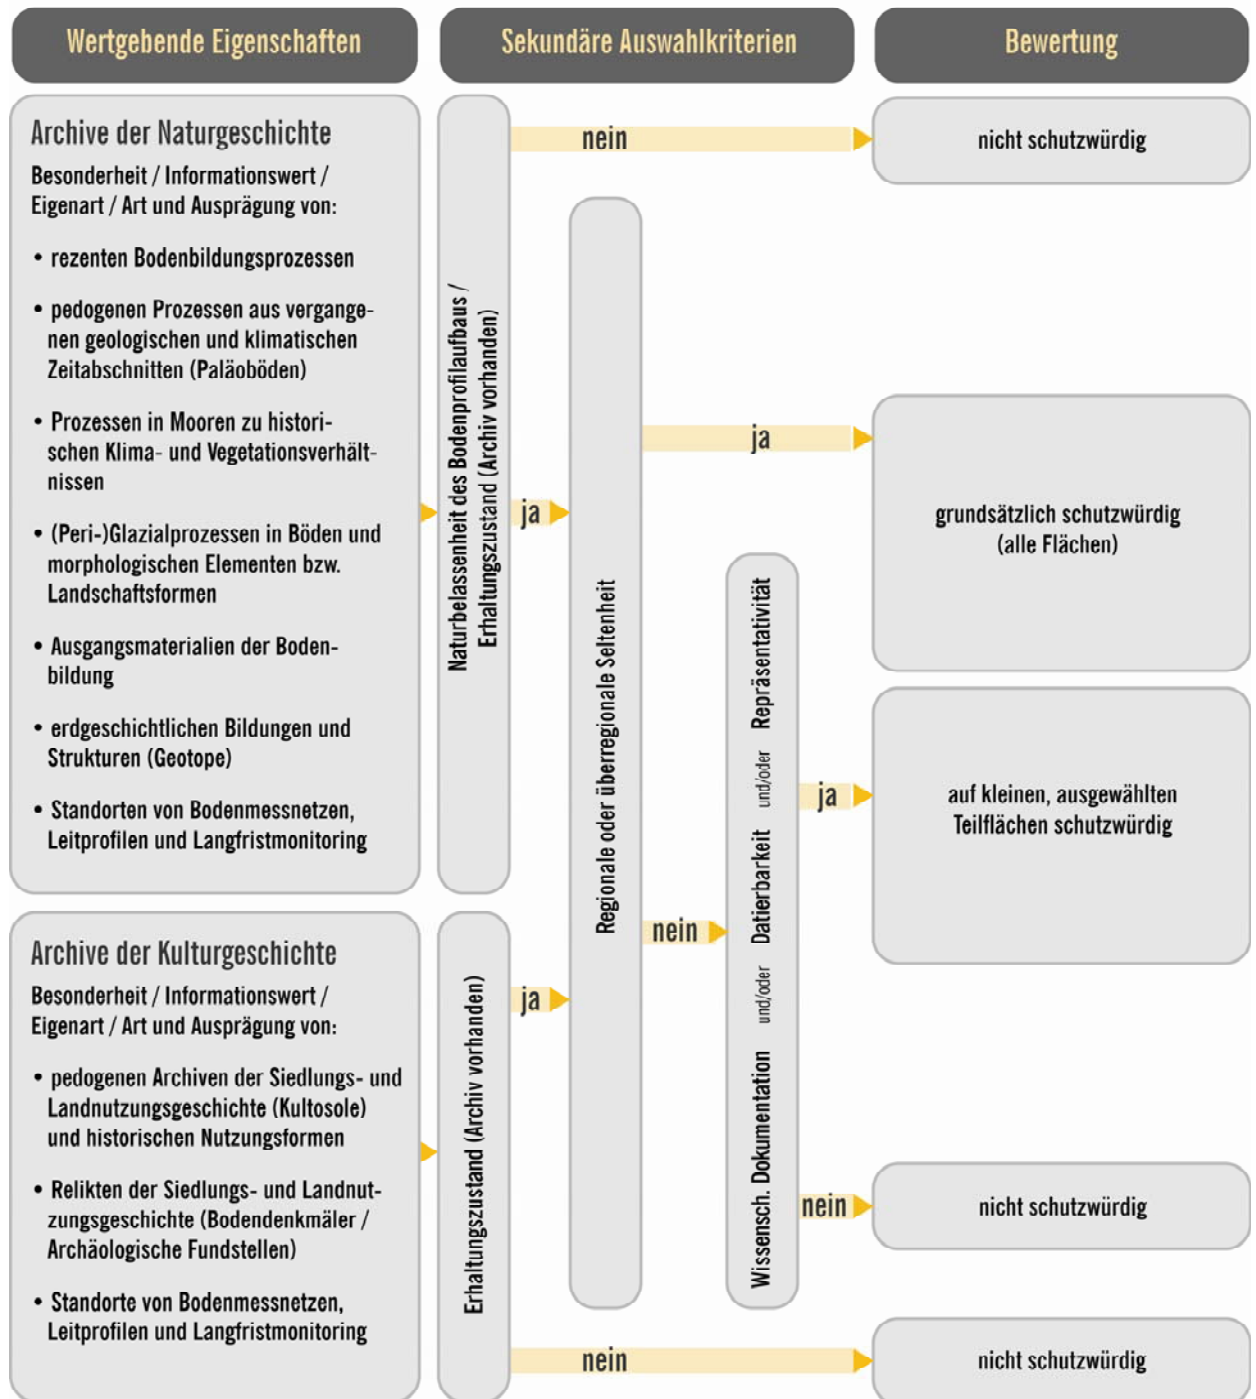 Wertgebende Eigenschaften
Sekundäre Auswahlkriterien
Bewertung
Archive der Naturgeschichte
Besonderheit / Informationswert /
Eigenart / Art und Ausprägung von:
• rezenten Bodenbildungsprozessen
• pedogenen Prozessen aus vergange-
nen geologischen und klimatischen
Zeitabschnitten (Paläoböden)
• Prozessen in Mooren zu histori-
schen Klima- und Vegetationsverhält-
nissen
• (Peri-)Glazialprozessen in Böden und
morphologischen Elementen bzw.
Landschaftsformen
• Ausgangsmaterialien der Boden-
bildung
• erdgeschichtlichen Bildungen und
Strukturen (Geotope)
• Standorten von Bodenmessnetzen,
Leitprofilen und Langfristmonitoring
Archive der Kulturgeschichte
Besonderheit / Informationswert /
Eigenart / Art und Ausprägung von:
• pedogenen Archiven der Siedlungs- und
Landnutzungsgeschichte (Kultosole)
und historischen Nutzungsformen
• Relikten der Siedlungs- und Landnut-
zungsgeschichte (Bodendenkmäler /
Archäologische Fundstellen)
• Standorte von Bodenmessnetzen,
Leitprofilen und Langfristmonitoring
Naturbelassenheit des Bodenprofilaufbaus /
Erhaltungszustand (Archiv vorhanden)
Erhaltungszustand (Archiv vorhanden)
nein
ja
ja
nein
Regionale oder überregionale Seltenheit
ja
nein
Wissensch. Dokumentation und/oder Datierbarkeit und/oder Repräsentativität
ja
nein
nicht schutzwürdig
grundsätzlich schutzwürdig
(alle Flächen)
auf kleinen, ausgewählten
Teilflächen schutzwürdig
nicht schutzwürdig
nicht schutzwürdig